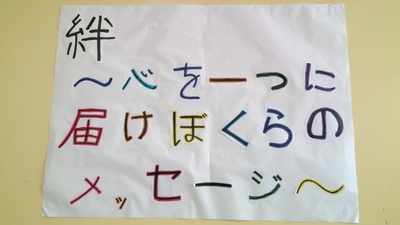 絆
～心を一つに
届けぼくらの
メッセージ～